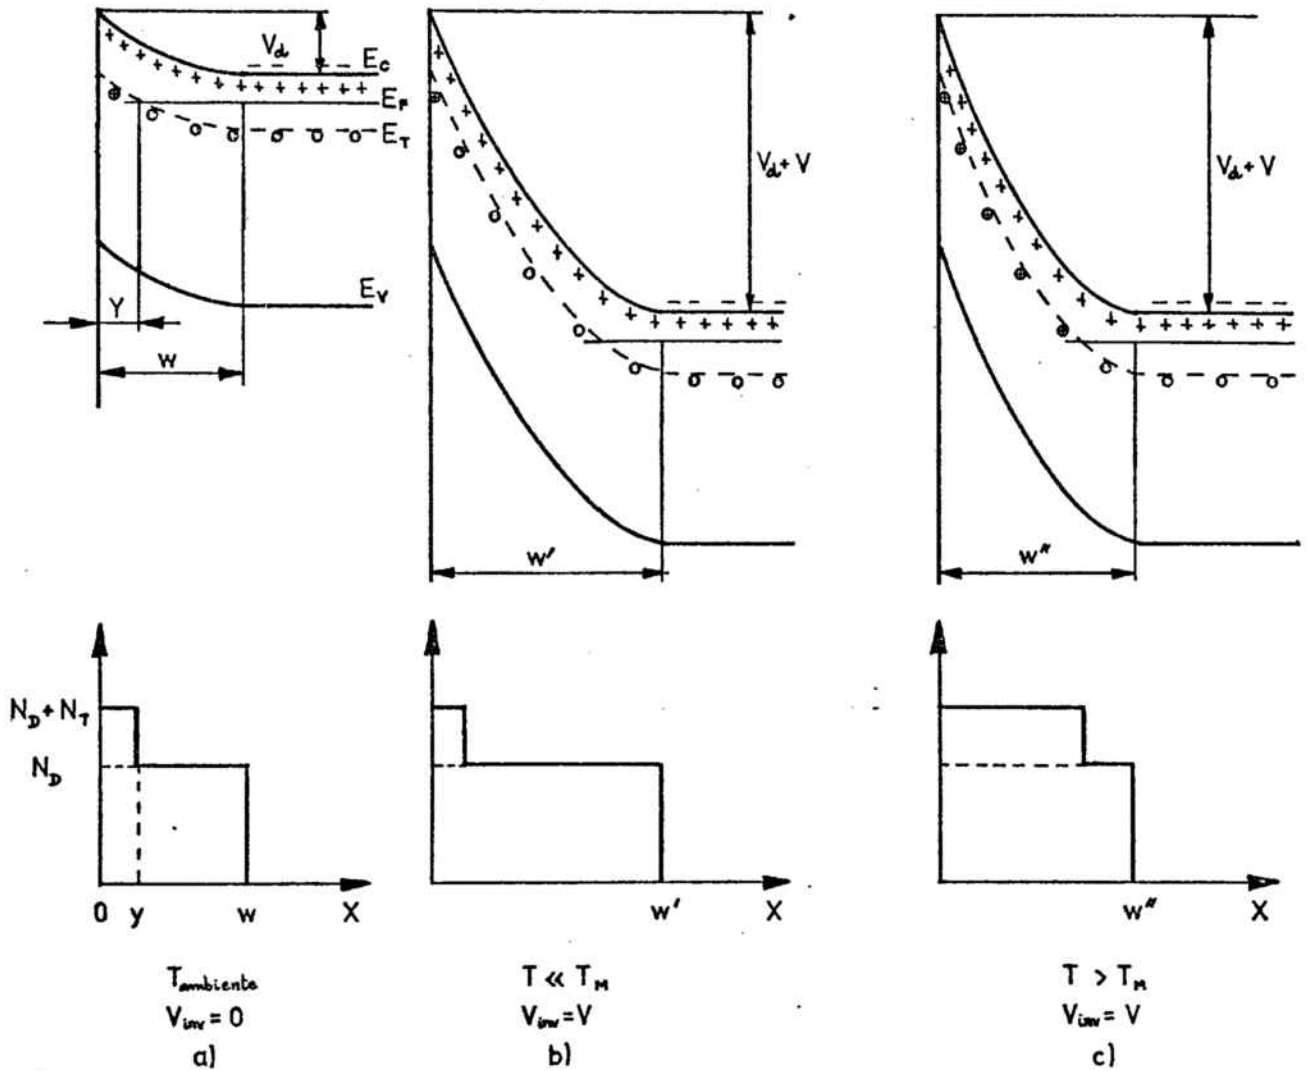 V_d
E_C
E_F
E_T
E_V
Y
W
V_d + V
W'
V_d + V
W''
N_D + N_T
N_D
0 y w X
w' X
w'' X
T_ambiente
V_inv = 0
a)
T << T_M
V_inv = V
b)
T > T_M
V_inv = V
c)